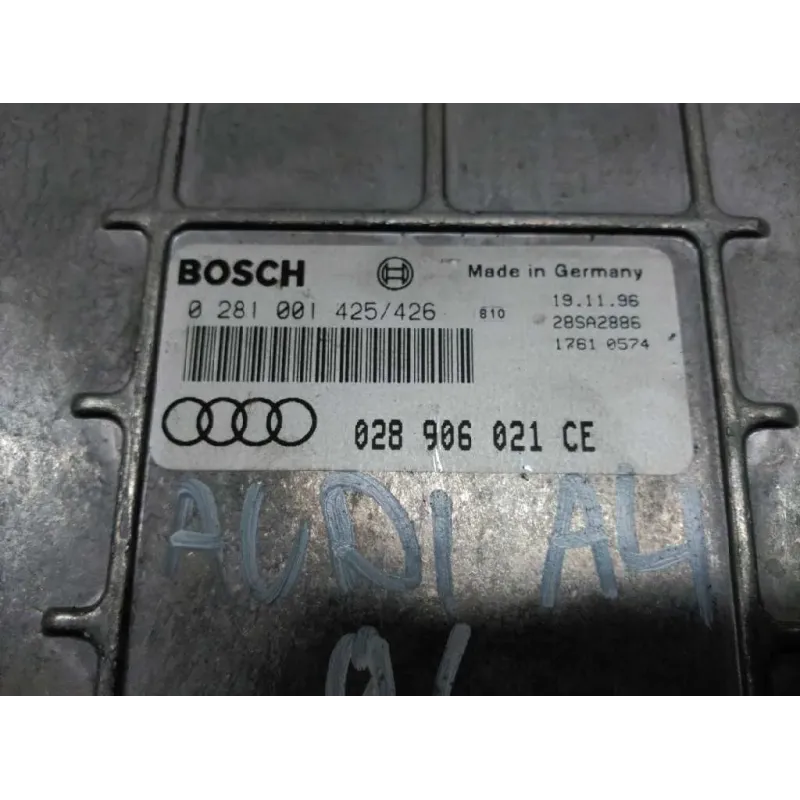 BOSCH Made in Germany
0 281 001 425/426 610 19.11.96
28SA2886
1761 0574
028 906 021 CE
AUDI A4